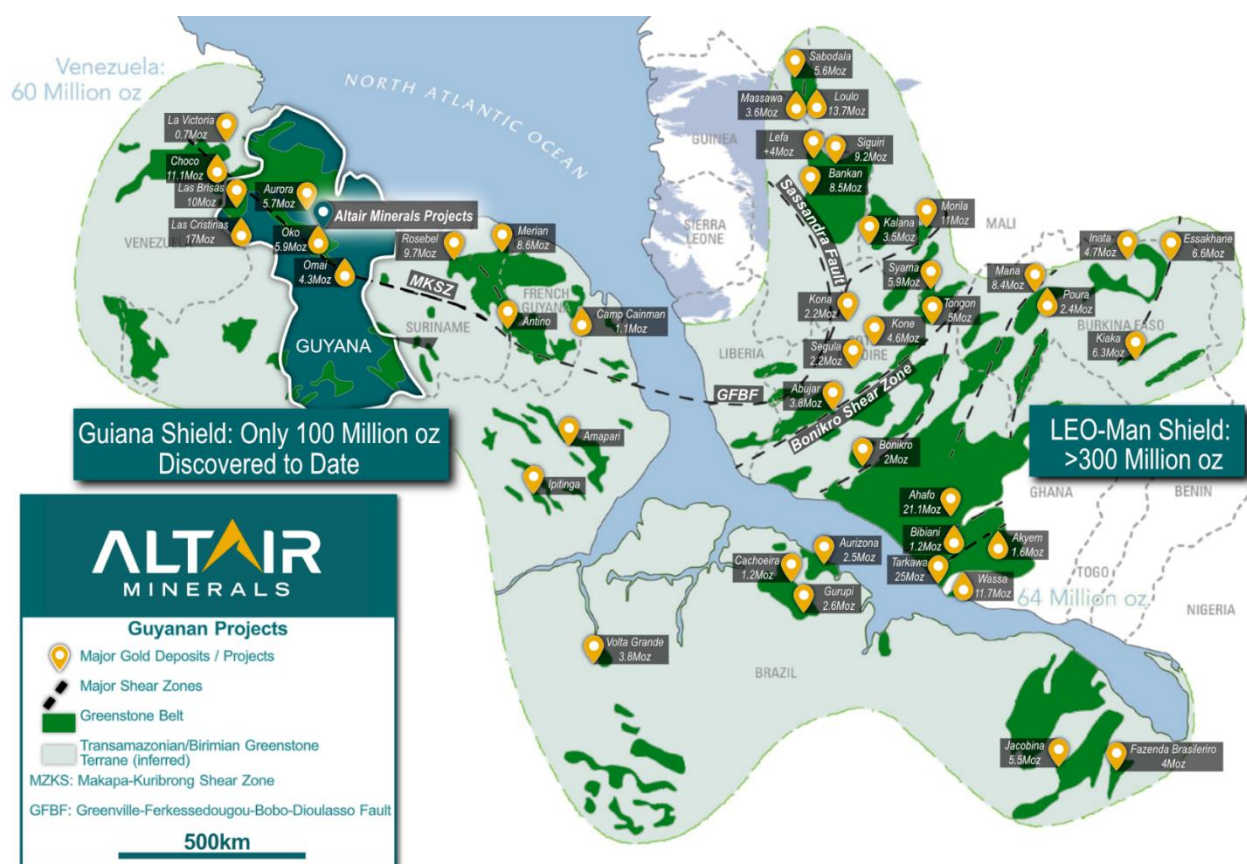 Venezuela:
60 Million oz
NORTH ATLANTIC OCEAN
La Victoria
0.7Moz
Choco
11.1Moz
Las Brisas
10Moz
Las Cristinas
17Moz
VENEZUELA
Aurora
5.7Moz
Altair Minerals Projects
Oko
5.9Moz
Omai
4.3Moz
GUYANA
MKSZ
SURINAME
Rosebel
9.7Moz
Merian
8.6Moz
FRENCH
GUYANA
Antino
Camp Cainman
1.1Moz
GFBF
Amapari
Ipitinga
Guiana Shield: Only 100 Million oz
Discovered to Date
Sabodala
5.6Moz
Massawa
3.6Moz
Loulo
13.7Moz
GUINEA
Lefa
+4Moz
Siguiri
9.2Moz
Bankan
8.5Moz
Sassandra Fault
SIERRA
LEONE
Kalana
3.5Moz
Morila
11Moz
MALI
Syama
5.9Moz
Tongon
5Moz
Kona
2.2Moz
Kone
4.6Moz
OIRE
Segula
2.2Moz
LIBERIA
Abujar
3.8Moz
Bonikro Shear Zone
Bonikro
2Moz
Inata
4.7Moz
Essakhane
6.6Moz
Mana
8.4Moz
Poura
2.4Moz
BURKINA FASO
Kiaka
6.3Moz
LEO-Man Shield:
>300 Million oz
GHANA
BENIN
Ahafo
21.1Moz
Bibiani
1.2Moz
Akyem
1.6Moz
Tarkawa
25Moz
Wassa
11.7Moz
TOGO
64 Million oz
NIGERIA
Aurizona
2.5Moz
Cachoeira
1.2Moz
Gurupi
2.6Moz
Volta Grande
3.8Moz
BRAZIL
Jacobina
5.5Moz
Fazenda Brasileriro
4Moz
ALTAIR
MINERALS
Guyanan Projects
Major Gold Deposits / Projects
Major Shear Zones
Greenstone Belt
Transamazonian/Birimian Greenstone
Terrane (inferred)
MZKS: Makapa-Kuribrong Shear Zone
GFBF: Greenville-Ferkessedougou-Bobo-Dioulasso Fault
500km